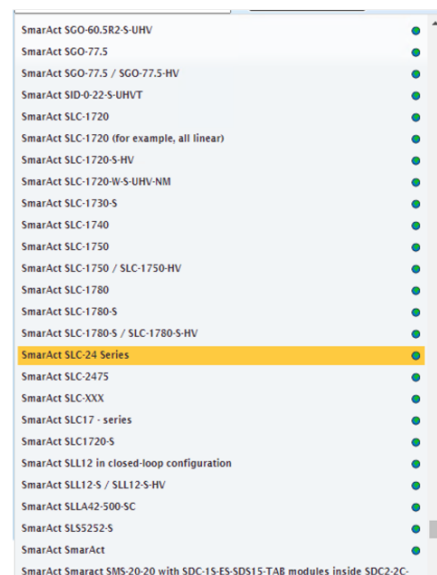 SmarAct SGO-60.5R2-S-UHV
SmarAct SGO-77.5
SmarAct SGO-77.5 / SGO-77.5-HV
SmarAct SID-0-22-S-UHVT
SmarAct SLC-1720
SmarAct SLC-1720 (for example, all linear)
SmarAct SLC-1720-S-HV
SmarAct SLC-1720-W-S-UHV-NM
SmarAct SLC-1730-S
SmarAct SLC-1740
SmarAct SLC-1750
SmarAct SLC-1750 / SLC-1750-HV
SmarAct SLC-1780
SmarAct SLC-1780-S
SmarAct SLC-1780-S / SLC-1780-S-HV
SmarAct SLC-24 Series
SmarAct SLC-2475
SmarAct SLC-XXX
SmarAct SLC17 - series
SmarAct SLC1720-S
SmarAct SLL12 in closed-loop configuration
SmarAct SLL12-S / SLL12-S-HV
SmarAct SLLA42-500-SC
SmarAct SLS5252-S
SmarAct SmarAct
SmarAct Smaract SMS-20-20 with SDC-1S-ES-SDS15-TAB modules inside SDC2-2C-